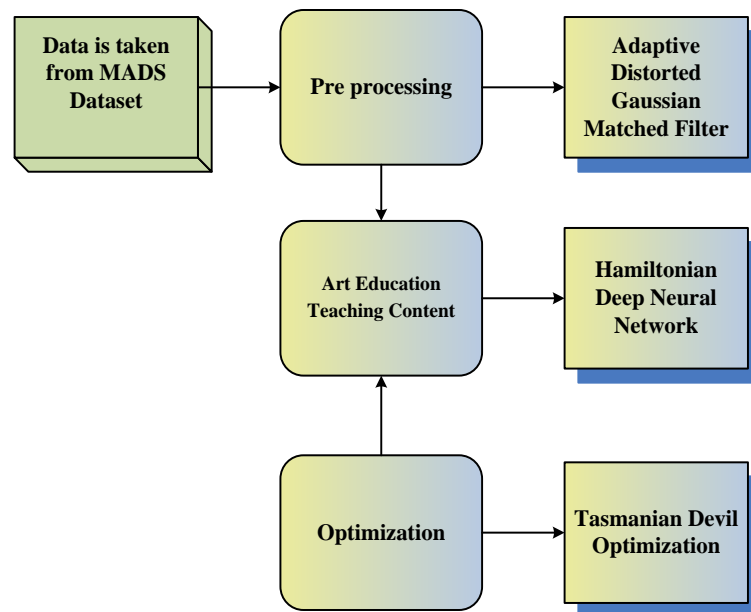 Data is taken
from MADS
Dataset
Pre processing
Adaptive
Distorted
Gaussian
Matched Filter
Art Education
Teaching Content
Hamiltonian
Deep Neural
Network
Optimization
Tasmanian Devil
Optimization